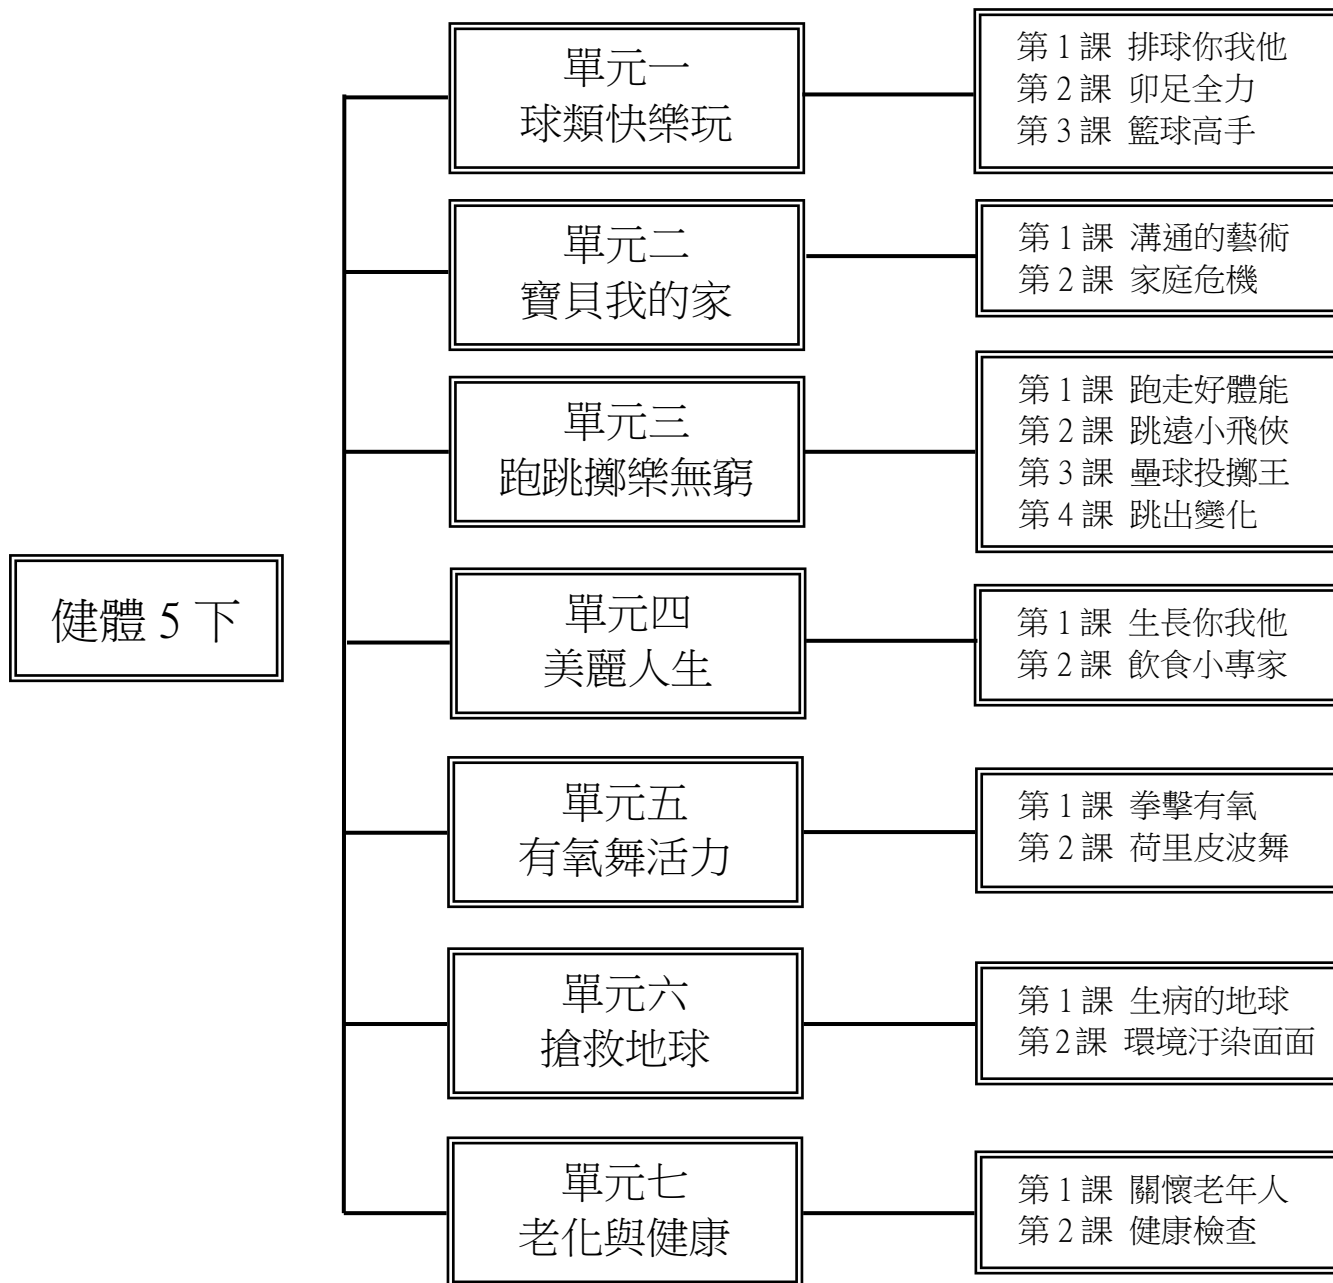 健體 5 下
單元一
球類快樂玩
第 1 課 排球你我他
第 2 課 卯足全力
第 3 課 籃球高手
單元二
寶貝我的家
第 1 課 溝通的藝術
第 2 課 家庭危機
單元三
跑跳擲樂無窮
第 1 課 跑走好體能
第 2 課 跳遠小飛俠
第 3 課 壘球投擲王
第 4 課 跳出變化
單元四
美麗人生
第 1 課 生長你我他
第 2 課 飲食小專家
單元五
有氧舞活力
第 1 課 拳擊有氧
第 2 課 荷里皮波舞
單元六
搶救地球
第 1 課 生病的地球
第 2 課 環境汙染面面
單元七
老化與健康
第 1 課 關懷老年人
第 2 課 健康檢查